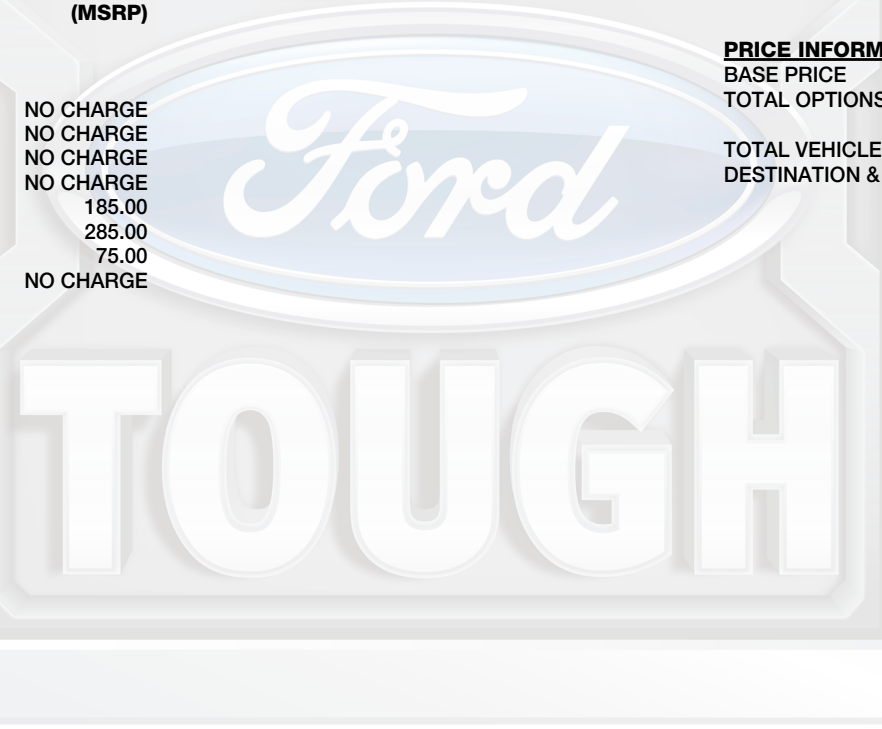 (MSRP)
NO CHARGE
NO CHARGE
NO CHARGE
NO CHARGE
185.00
285.00
75.00
NO CHARGE
PRICE INFORM
BASE PRICE
TOTAL OPTIONS
TOTAL VEHICLE
DESTINATION &
Ford
TOUGH